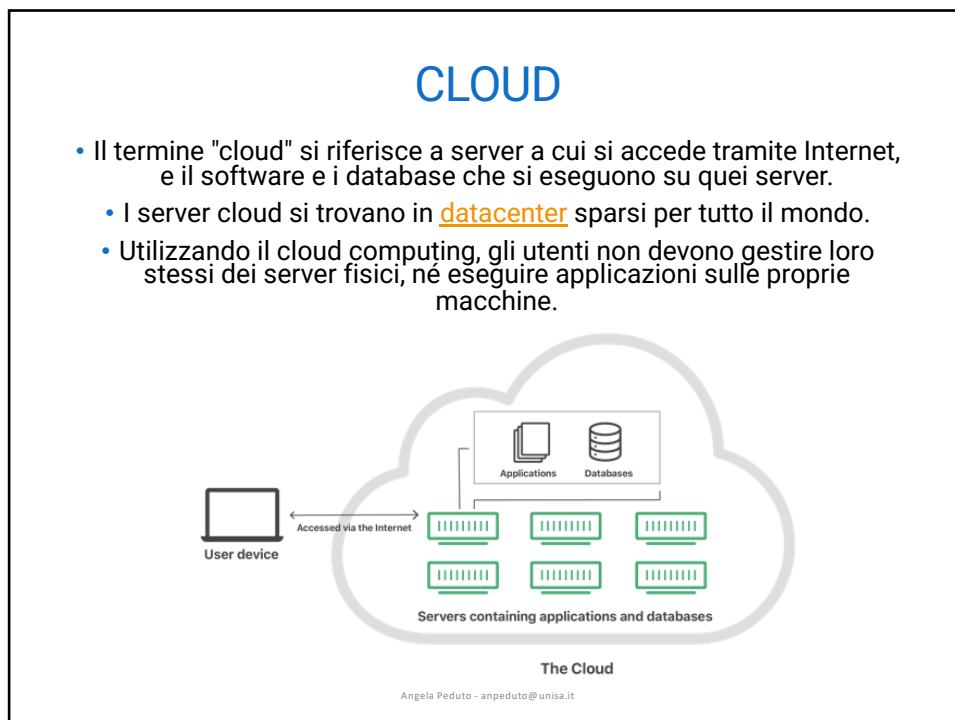 CLOUD
• Il termine "cloud" si riferisce a server a cui si accede tramite Internet,
e il software e i database che si eseguono su quei server.
• I server cloud si trovano in datacenter sparsi per tutto il mondo.
• Utilizzando il cloud computing, gli utenti non devono gestire loro
stessi dei server fisici, né eseguire applicazioni sulle proprie
macchine.
Applications Databases
Accessed via the Internet
User device
Servers containing applications and databases
The Cloud
Angela Peduto - anpeduto@unisa.it